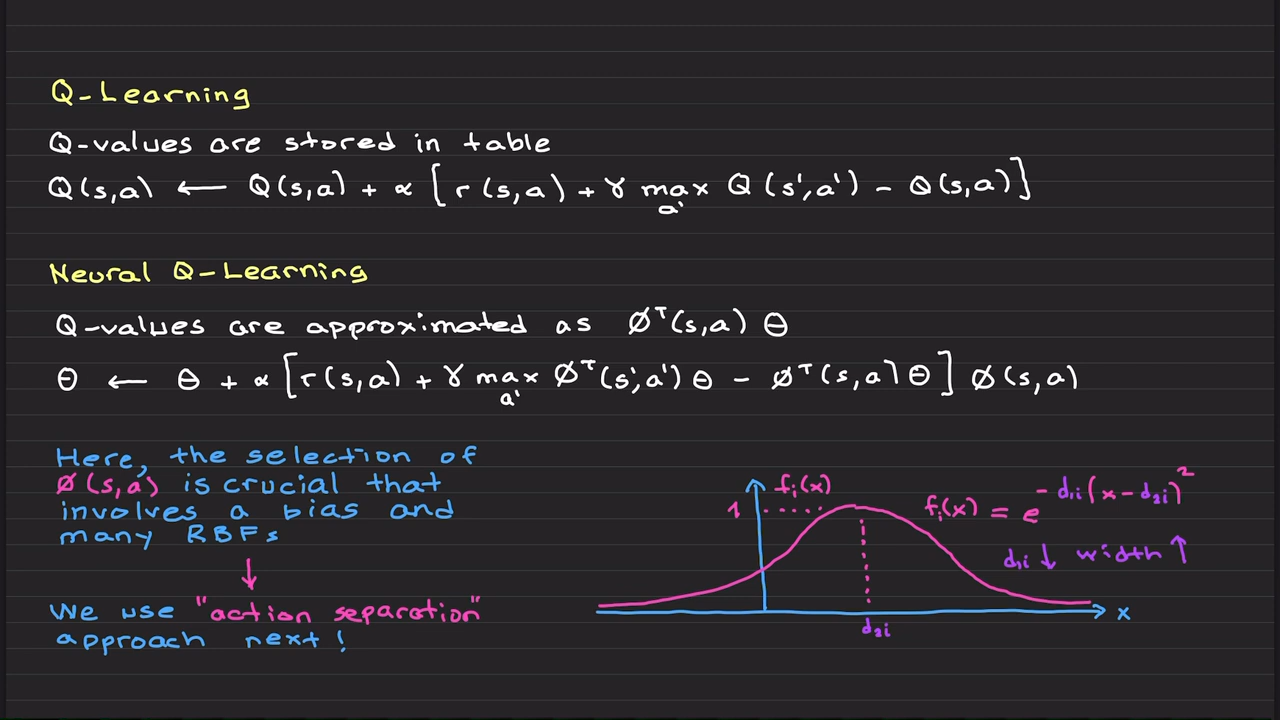 Q-Learning
Q-values are stored in table
Q(s,a) ← Q(s,a) + α [r(s,a) + γ max_{a'} Q(s',a') - Q(s,a)]
Neural Q-Learning
Q-values are approximated as ∅ᵀ(s,a) θ
θ ← θ + α [r(s,a) + γ max_{a'} ∅ᵀ(s',a') θ - ∅ᵀ(s,a) θ] ∅(s,a)
Here, the selection of
∅(s,a) is crucial that
involves a bias and
many RBFs
↓
We use "action separation"
approach next!
fᵢ(x)
1
fᵢ(x) = e^{-d₁ᵢ(x-d₂ᵢ)²}
d₁ᵢ ↓ width ↑
x
d₂ᵢ